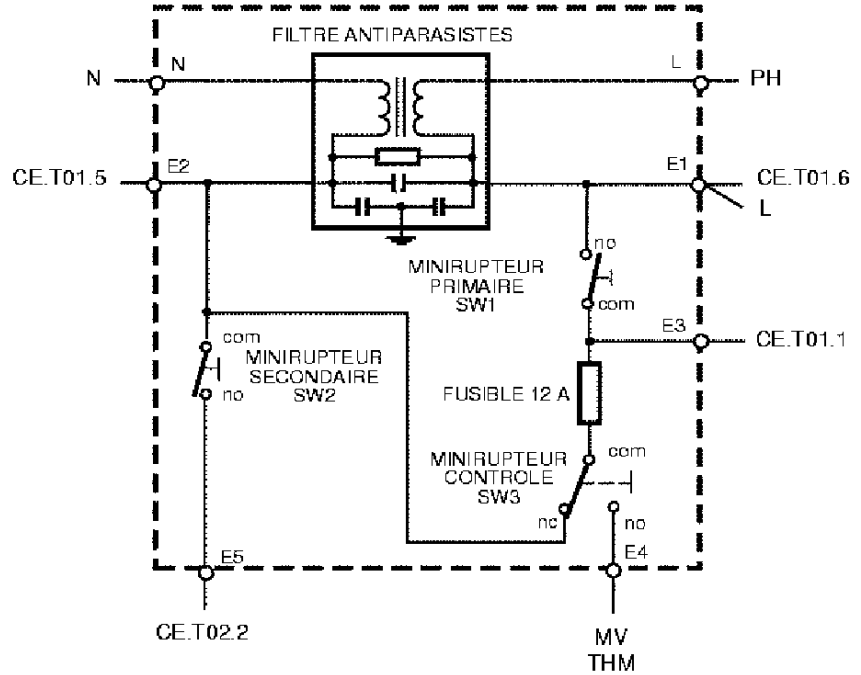 FILTRE ANTIPARASISTES
N
N
L
PH
CE.T01.5
E2
E1
CE.T01.6
L
no
MINIRUPTEUR
PRIMAIRE
SW1
com
E3
CE.T01.1
com
MINIRUPTEUR
SECONDAIRE
SW2
no
FUSIBLE 12 A
MINIRUPTEUR
CONTROLE
SW3
com
nc
no
E5
E4
CE.T02.2
MV
THM